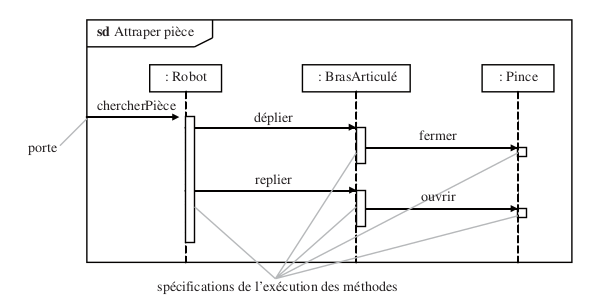 sd Attraper pièce
: Robot
: BrasArticulé
: Pince
chercherPièce
déplier
fermer
porte
replier
ouvrir
spécifications de l'exécution des méthodes